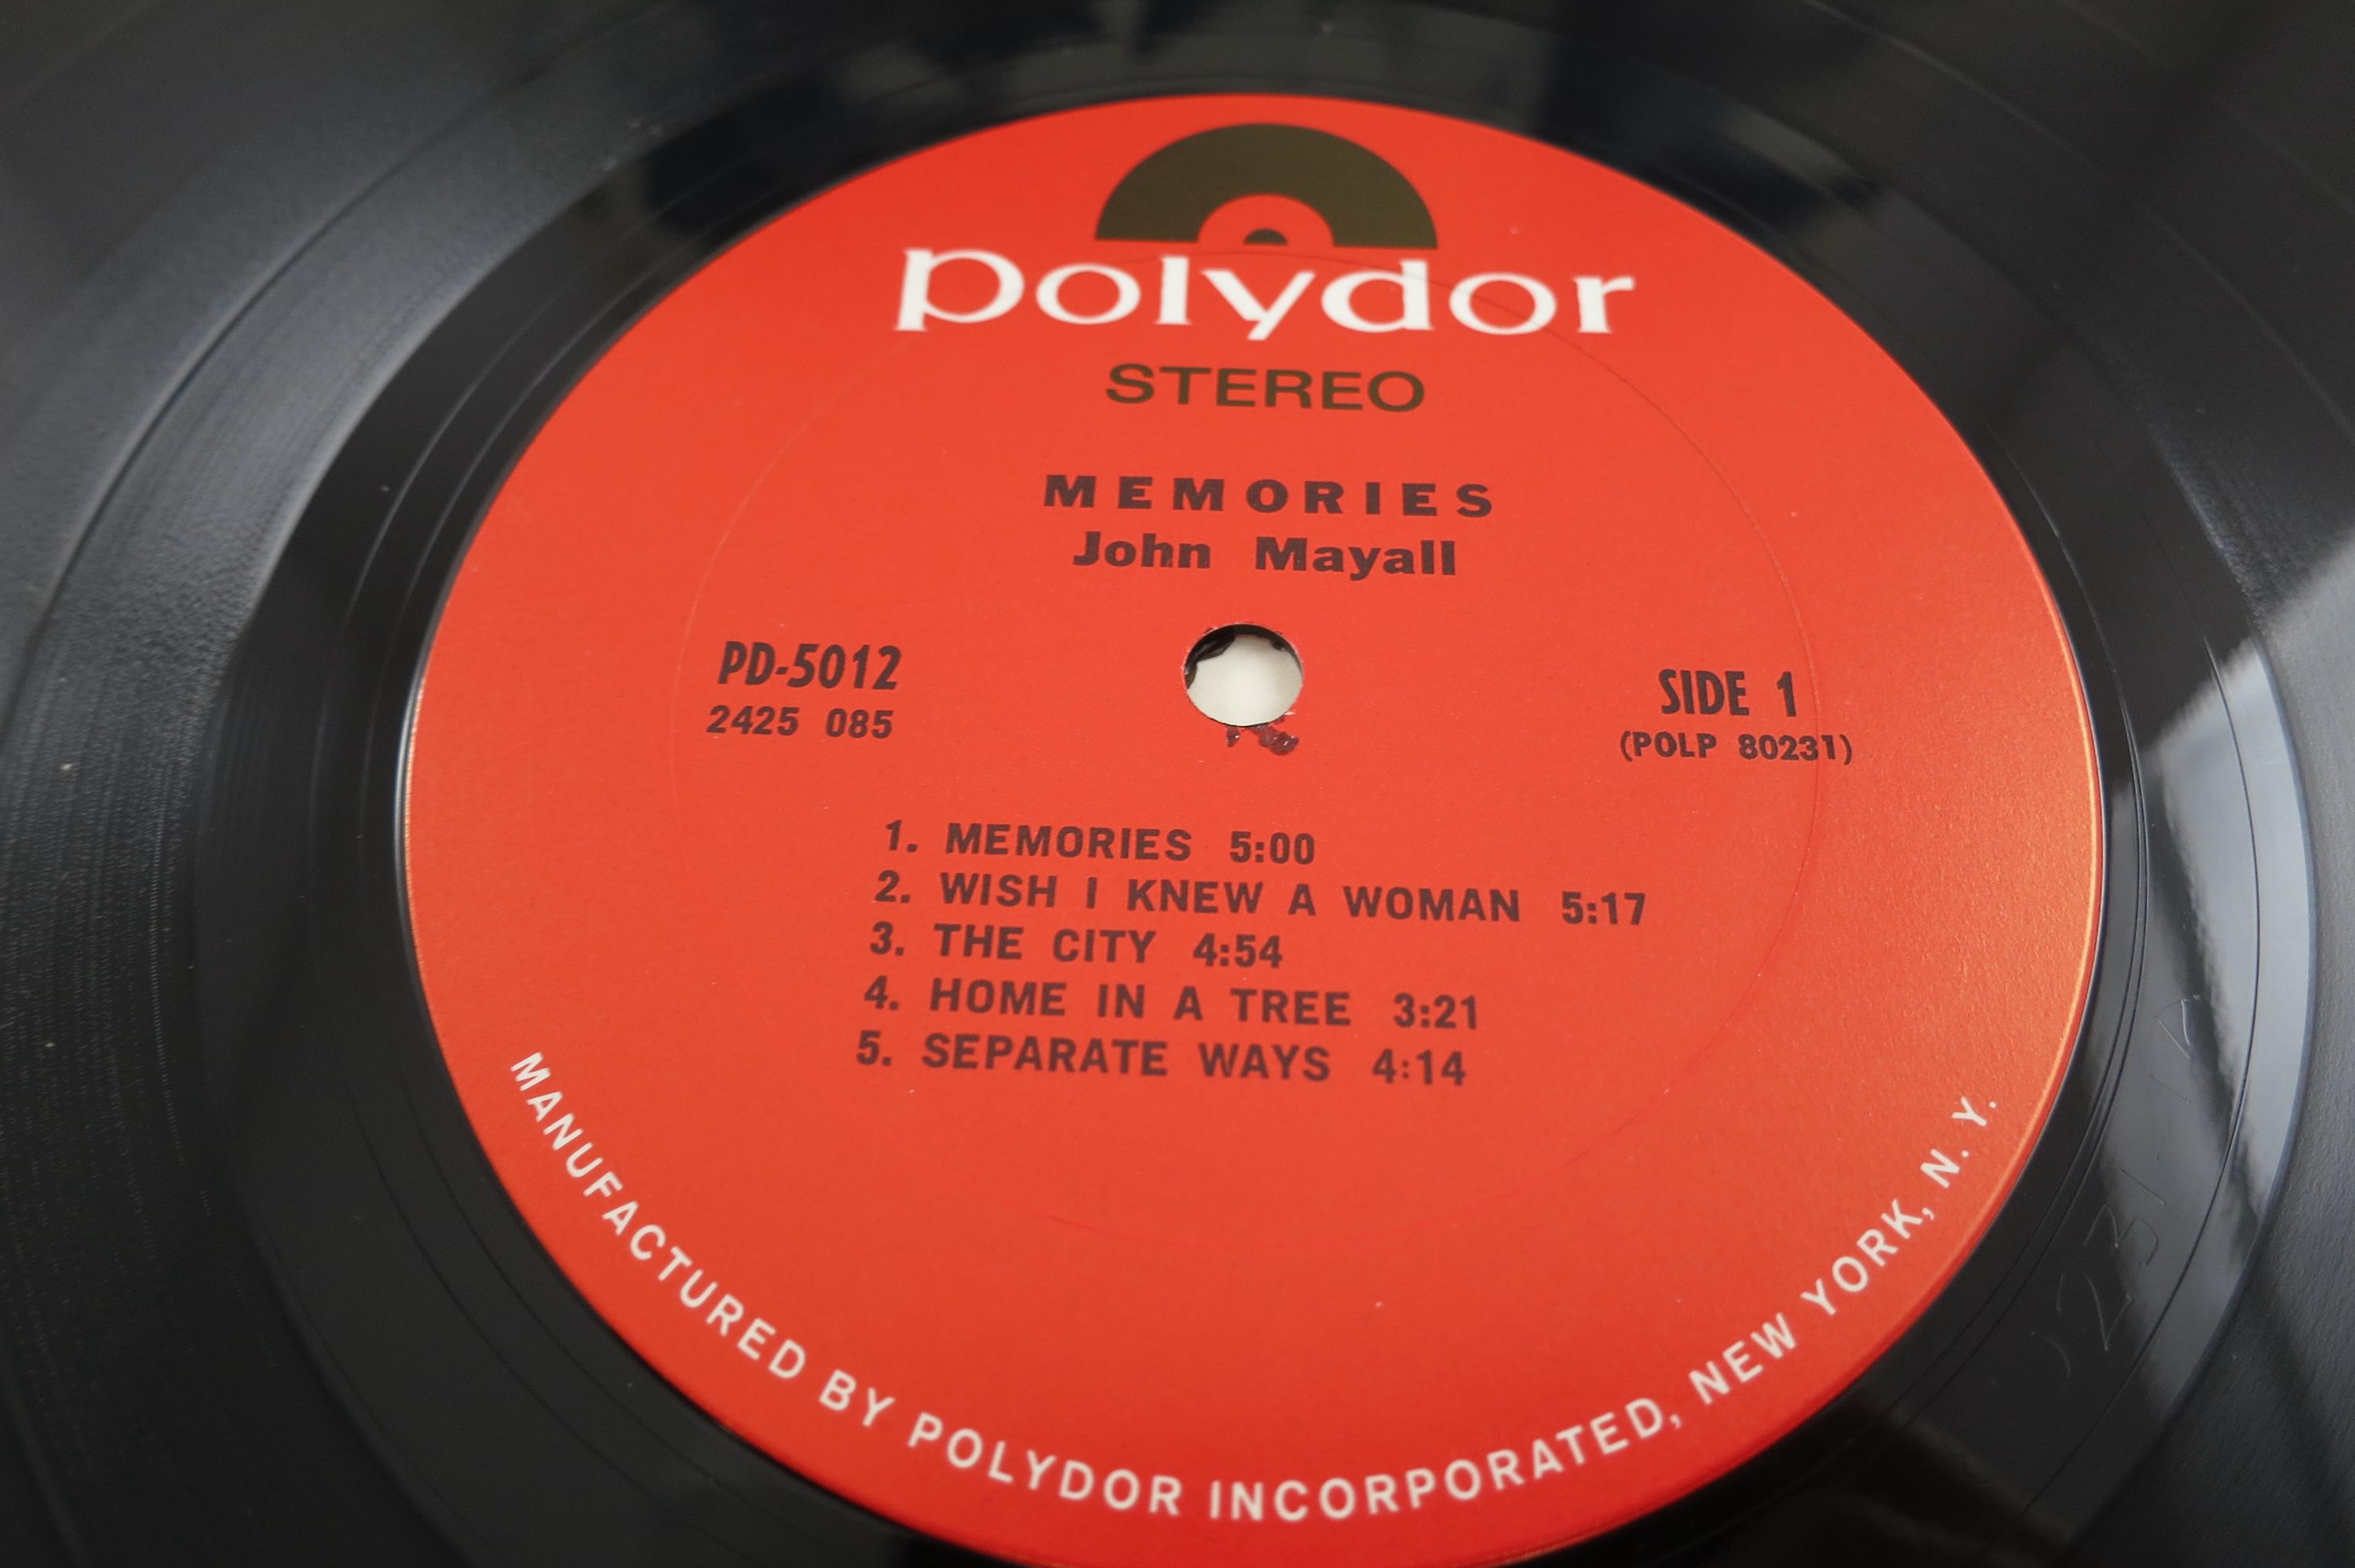 polydor
STEREO
MEMORIES
John Mayall
PD-5012
2425 085
SIDE 1
(POLP 80231)
1. MEMORIES 5:00
2. WISH I KNEW A WOMAN 5:17
3. THE CITY 4:54
4. HOME IN A TREE 3:21
5. SEPARATE WAYS 4:14
MANUFACTURED BY POLYDOR INCORPORATED, NEW YORK, N. Y.